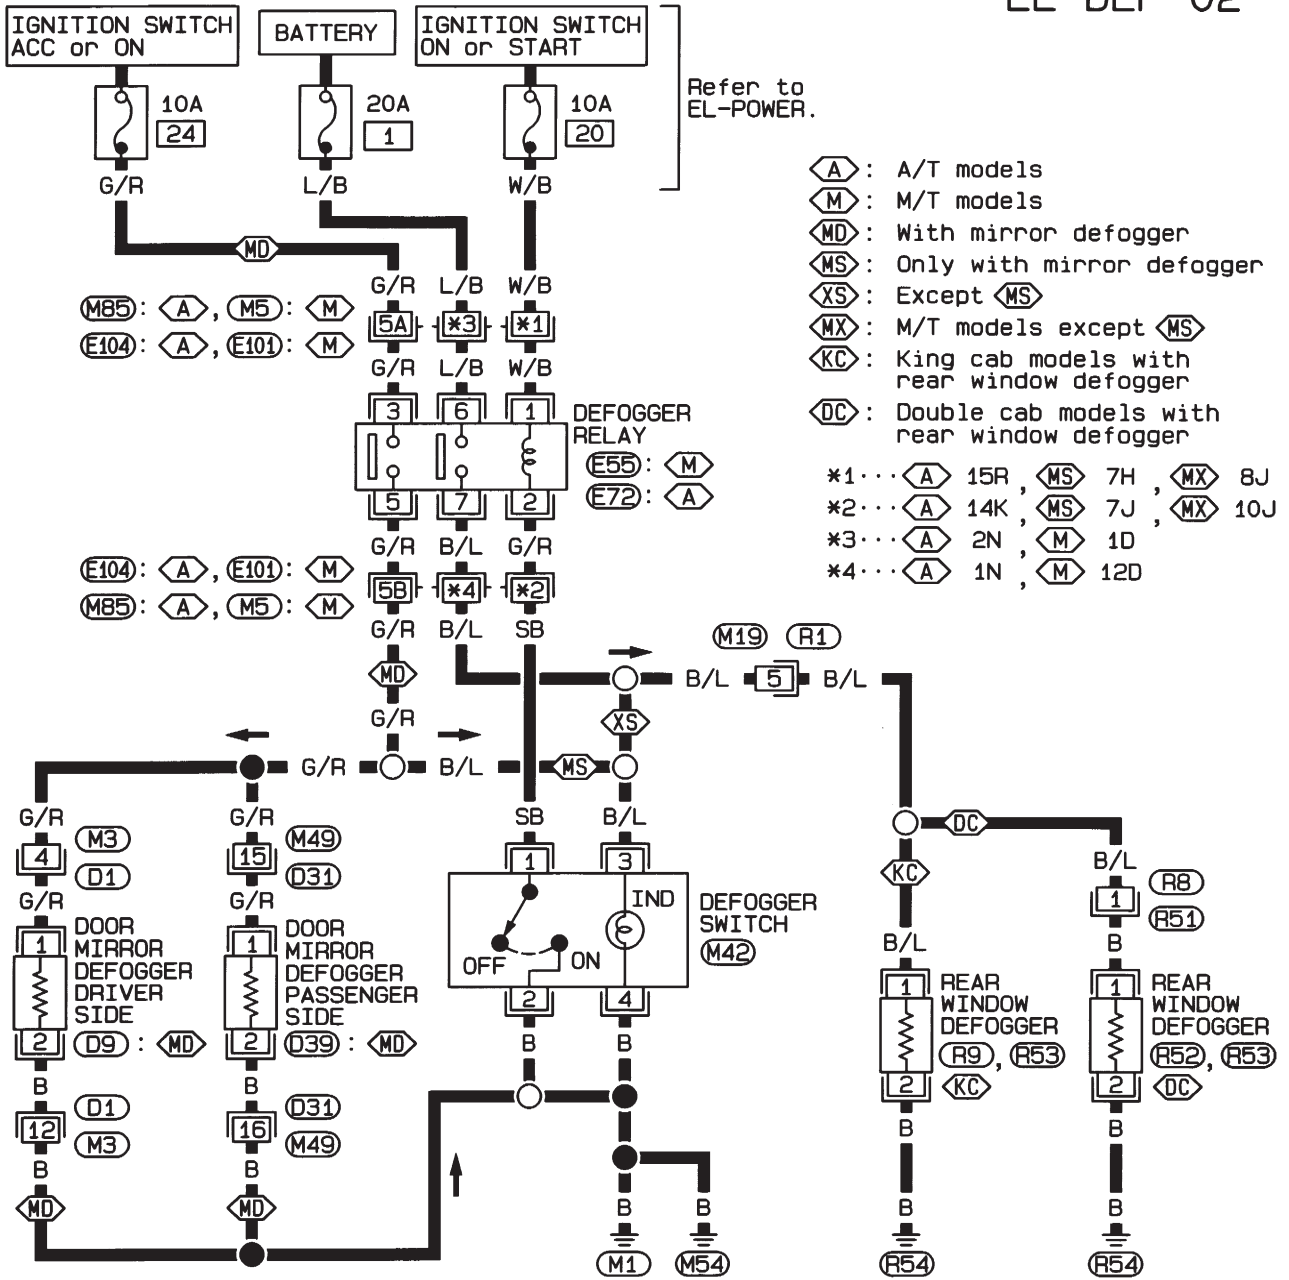 EL-DEF-02
IGNITION SWITCH
ACC or ON
BATTERY
IGNITION SWITCH
ON or START
Refer to
EL-POWER.
10A
24
20A
1
10A
20
G/R
L/B
W/B
MD
A : A/T models
M : M/T models
MD : With mirror defogger
MS : Only with mirror defogger
XS : Except MS
MX : M/T models except MS
KC : King cab models with
rear window defogger
DC : Double cab models with
rear window defogger
*1··· A 15R , MS 7H , MX 8J
*2··· A 14K , MS 7J , MX 10J
*3··· A 2N , M 1D
*4··· A 1N , M 12D
G/R L/B W/B
M85 : A , M5 : M
5A *3 *1
E104 : A , E101 : M
G/R L/B W/B
3 6 1
DEFOGGER
RELAY
E55 : M
E72 : A
5 7 2
G/R B/L G/R
E104 : A , E101 : M
5B *4 *2
M85 : A , M5 : M
G/R B/L SB
M19 R1
MD
B/L 5 B/L
G/R
XS
G/R B/L MS
G/R G/R SB B/L
DC
4 M3
D1
15 M49
D31
1 3
KC
B/L
1 R8
R51
G/R G/R
IND
DEFOGGER
SWITCH
M42
OFF ON
2 4
1 DOOR
MIRROR
DEFOGGER
DRIVER
SIDE
2 D9 : MD
1 DOOR
MIRROR
DEFOGGER
PASSENGER
SIDE
2 D39 : MD
B/L B
1 REAR
WINDOW
DEFOGGER
R9 , R53
2 KC
1 REAR
WINDOW
DEFOGGER
R52 , R53
2 DC
B B B B
D1
12 M3
D31
16 M49
B B
B B
MD MD
B B B B
M1 M54 R54 R54